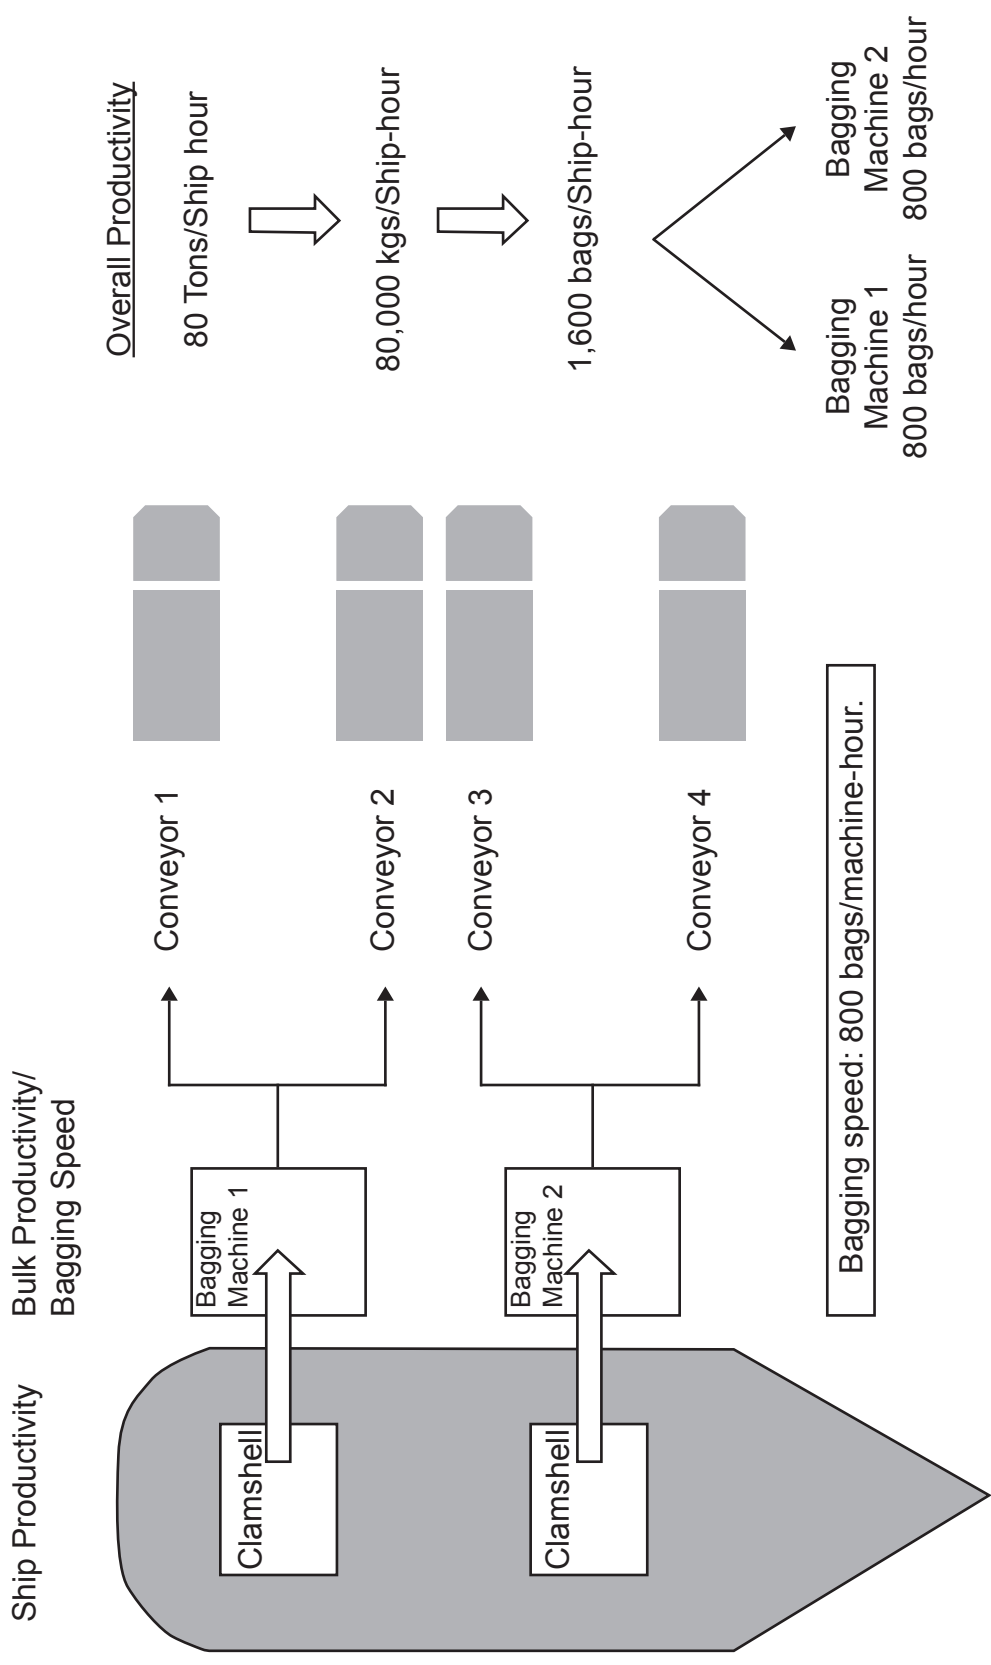 Ship Productivity
Bulk Productivity/
Bagging Speed
Overall Productivity
Clamshell
Bagging
Machine 1
Conveyor 1
Conveyor 2
80 Tons/Ship hour
80,000 kgs/Ship-hour
Clamshell
Bagging
Machine 2
Conveyor 3
Conveyor 4
1,600 bags/Ship-hour
Bagging
Machine 1
800 bags/hour
Bagging
Machine 2
800 bags/hour
Bagging speed: 800 bags/machine-hour.